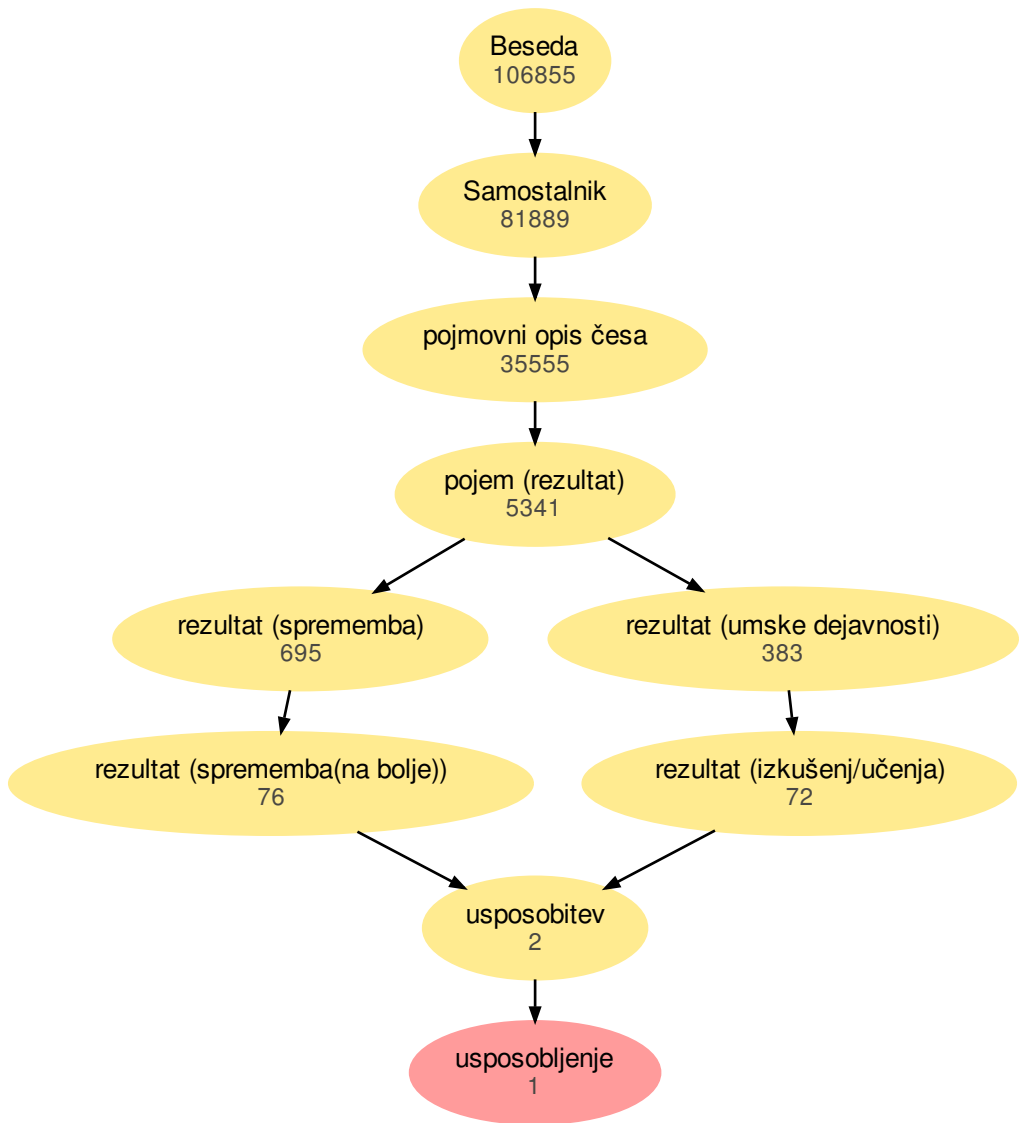 Beseda
106855
Samostalnik
81889
pojmovni opis česa
35555
pojem (rezultat)
5341
rezultat (sprememba)
695
rezultat (umske dejavnosti)
383
rezultat (sprememba(na bolje))
76
rezultat (izkušenj/učenja)
72
usposobitev
2
usposobljenje
1